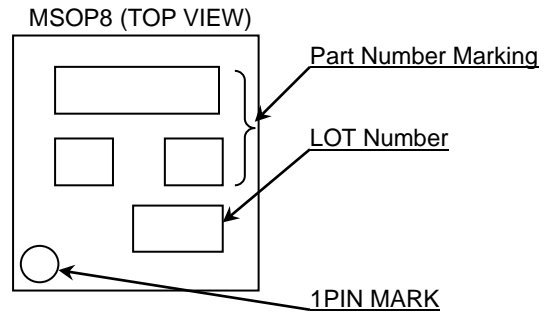 MSOP8 (TOP VIEW)
Part Number Marking
LOT Number
1PIN MARK